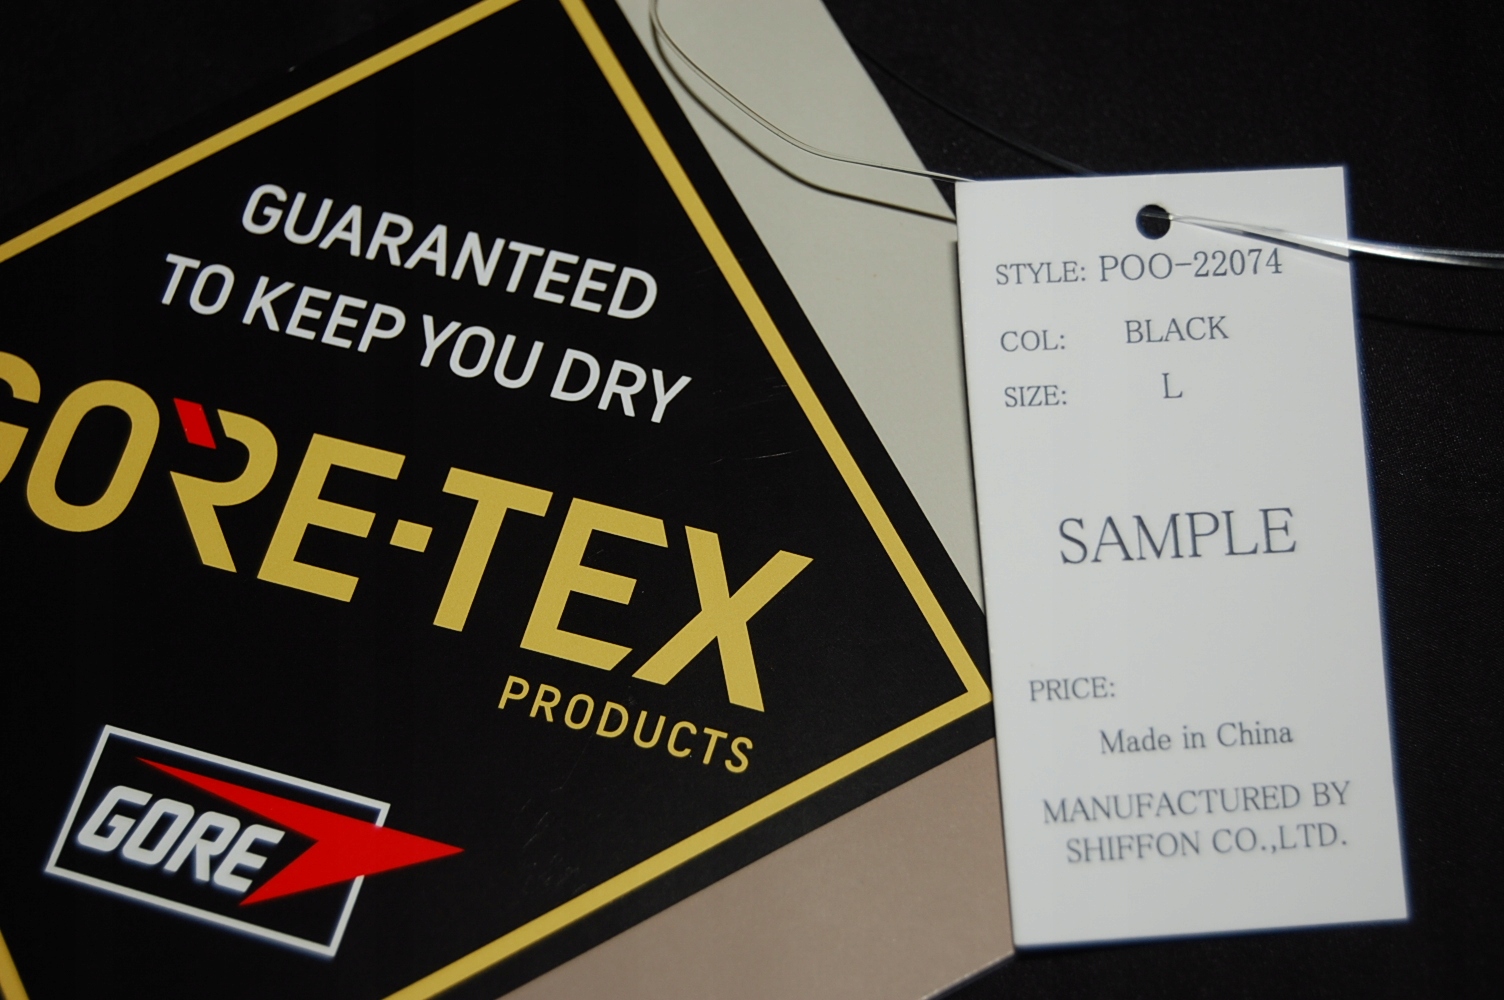 GUARANTEED
TO KEEP YOU DRY
GORE-TEX
PRODUCTS
GORE
STYLE: POO-22074
COL: BLACK
SIZE: L
SAMPLE
PRICE:
Made in China
MANUFACTURED BY
SHIFFON CO.,LTD.